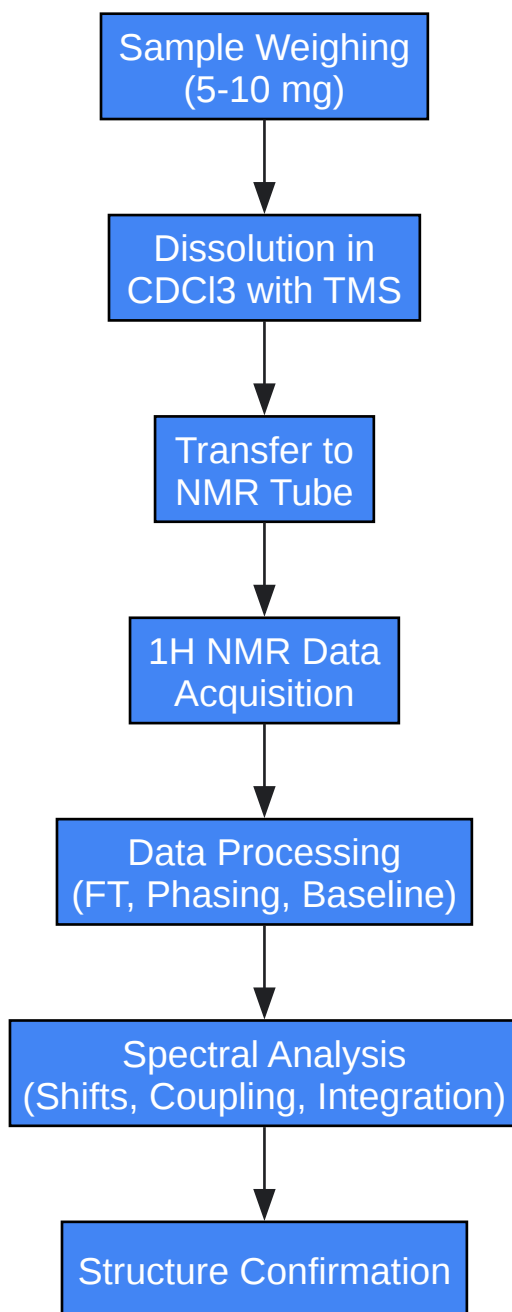 Sample Weighing
(5-10 mg)
Dissolution in
CDCl3 with TMS
Transfer to
NMR Tube
1H NMR Data
Acquisition
Data Processing
(FT, Phasing, Baseline)
Spectral Analysis
(Shifts, Coupling, Integration)
Structure Confirmation